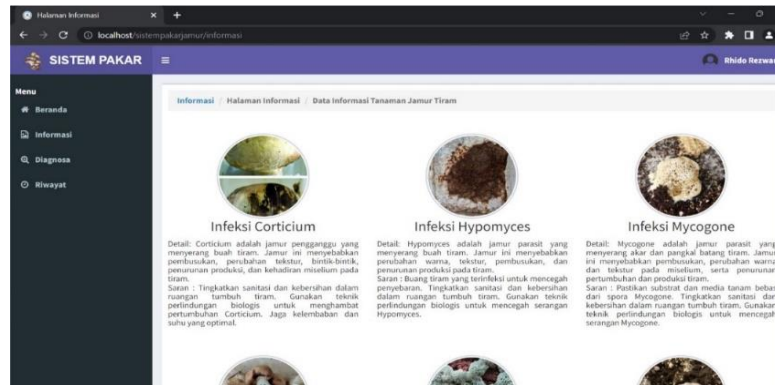 Halaman Informasi
localhost/sistempakarjamur/informasi
SISTEM PAKAR
Rhido Rezwa
Menu
Beranda
Informasi
Diagnosa
Riwayat
Informasi / Halaman Informasi / Data Informasi Tanaman Jamur Tiram
Infeksi Corticium
Detail: Corticium adalah jamur pengganggu yang
menyerang buah tiram. Jamur ini menyebabkan
pembusukan, perubahan tekstur, bintik-bintik,
penurunan produksi, dan kehadiran miselium pada
tiram.
Saran : Tingkatkan sanitasi dan kebersihan dalam
ruangan tumbuh tiram. Gunakan teknik
perlindungan biologis untuk menghambat
pertumbuhan Corticium. Jaga kelembaban dan
suhu yang optimal.
Infeksi Hypomyces
Detail: Hypomyces adalah jamur parasit yang
menyerang buah tiram. Jamur ini menyebabkan
perubahan warna, tekstur, pembusukan, dan
penurunan produksi pada tiram.
Saran : Buang tiram yang terinfeksi untuk mencegah
penyebaran. Tingkatkan sanitasi dan kebersihan
dalam ruangan tumbuh tiram. Gunakan teknik
perlindungan biologis untuk mencegah serangan
Hypomyces.
Infeksi Mycogone
Detail: Mycogone adalah jamur parasit yang
menyerang akar dan pangkal batang tiram. Jamur
ini menyebabkan pembusukan, perubahan warna
dan tekstur pada miselium, serta penurunan
pertumbuhan dan produksi tiram.
Saran : Pastikan substrat dan media tanam bebas
dari spora Mycogone. Tingkatkan sanitasi dan
kebersihan dalam ruangan tumbuh tiram. Gunakan
teknik perlindungan biologis untuk mencegah
serangan Mycogone.